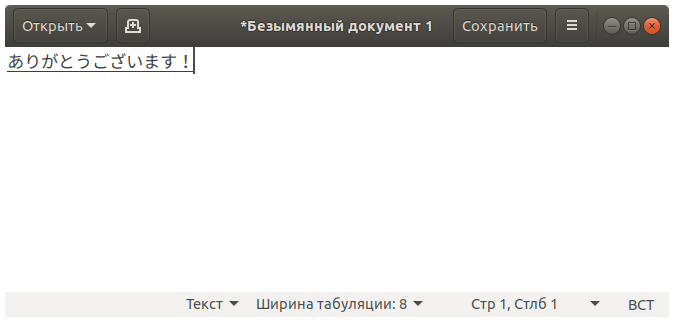 Открыть *Безымянный документ 1 Сохранить
ありがとうございます！
Текст Ширина табуляции: 8 Стр 1, Стлб 1 ВСТ